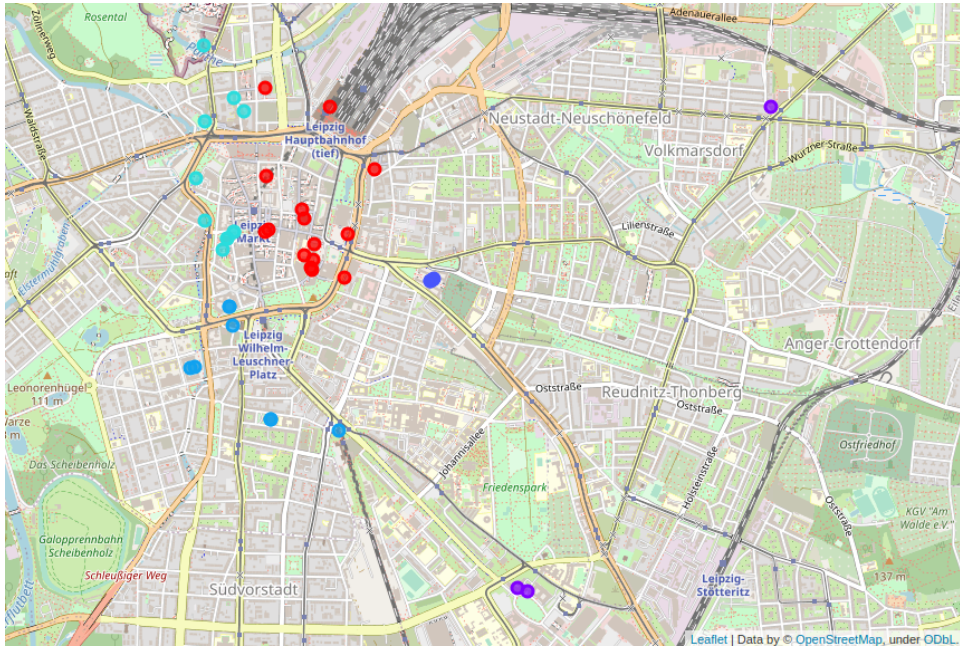 Adenauerallee
Rosental
Zöllnerweg
Waldstraße
Leipzig
Hauptbahnhof
(tief)
Neustadt-Neuschönefeld
Volkmarsdorf
Wurzner Straße
Lilienstraße
Markt
Elstermühlgraben
Leipzig
Wilhelm-
Leuschner-
Platz
Anger-Crottendorf
Leonorenhügel
111 m
Oststraße
Reudnitz-Thonberg
Oststraße
Ostfriedhof
Das Scheibenholz
Johannisallee
Holsteinstraße
Friedenspark
Oststraße
KGV "Am
Walde e.V."
Galopprennbahn
Scheibenholz
Schleußiger Weg
Südvorstadt
Leipzig-
Stötteritz
137 m
Leaflet | Data by © OpenStreetMap, under ODbL.